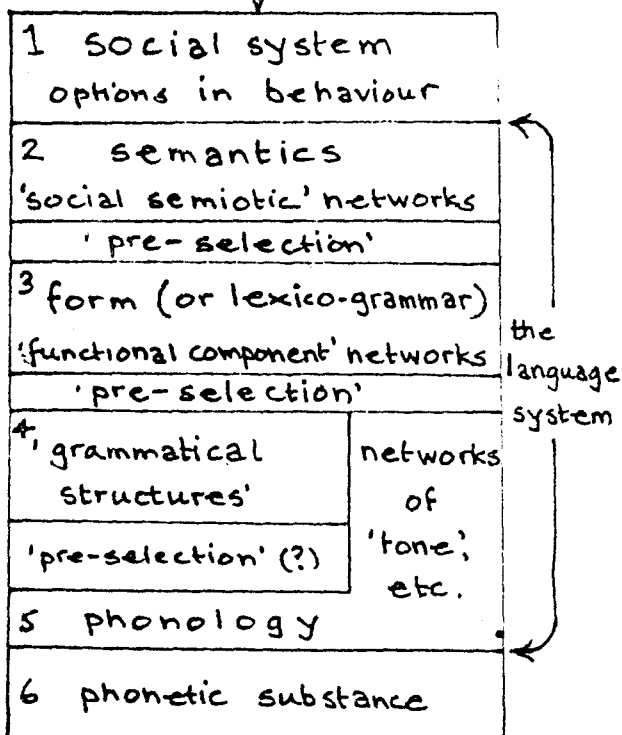 1 social system
options in behaviour
2 semantics
'social semiotic' networks
'pre-selection'
3 form (or lexico-grammar)
'functional component' networks
'pre-selection'
4 'grammatical
structures'
'pre-selection' (?)
networks
of
'tone',
etc.
5 phonology
6 phonetic substance
the
language
system